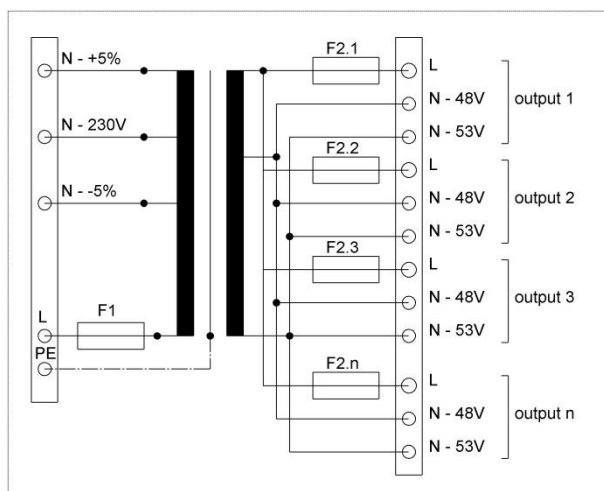 N - +5%
N - 230V
N - -5%
L
F1
PE
F2.1
L
N - 48V
output 1
N - 53V
F2.2
L
N - 48V
output 2
N - 53V
F2.3
L
N - 48V
output 3
N - 53V
F2.n
L
N - 48V
output n
N - 53V